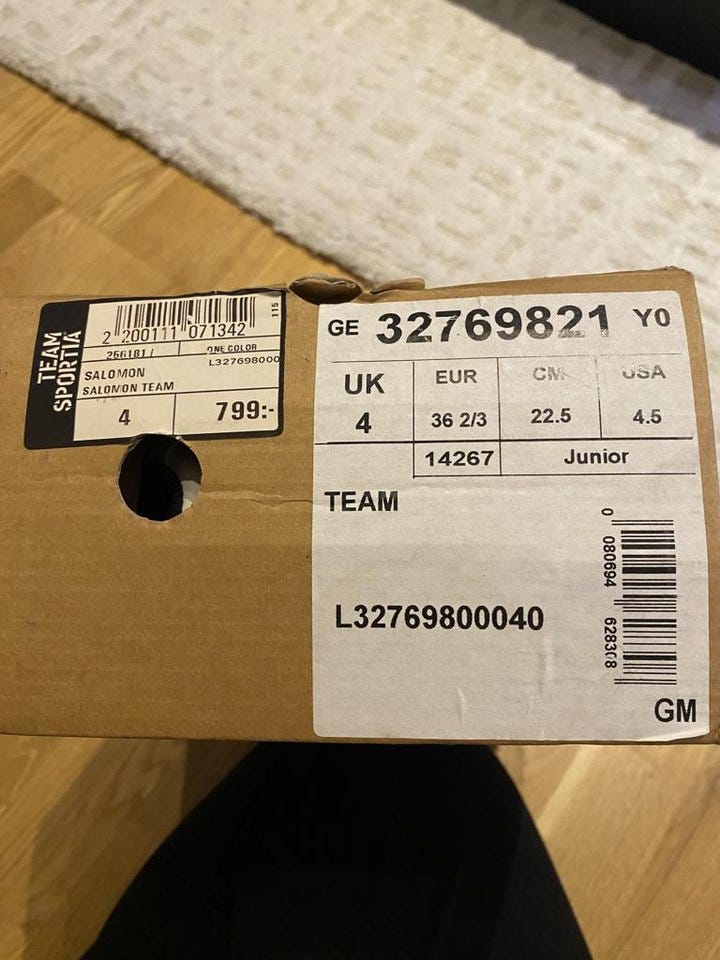 TEAM
SPORTIA
2 200111 071342
115
256181 /
ONE COLOR
L327698000
SALOMON
SALOMON TEAM
4
799:-
GE 32769821 Y0
UK EUR CM USA
4 36 2/3 22.5 4.5
14267 Junior
TEAM
L32769800040
0 080694 628308
GM